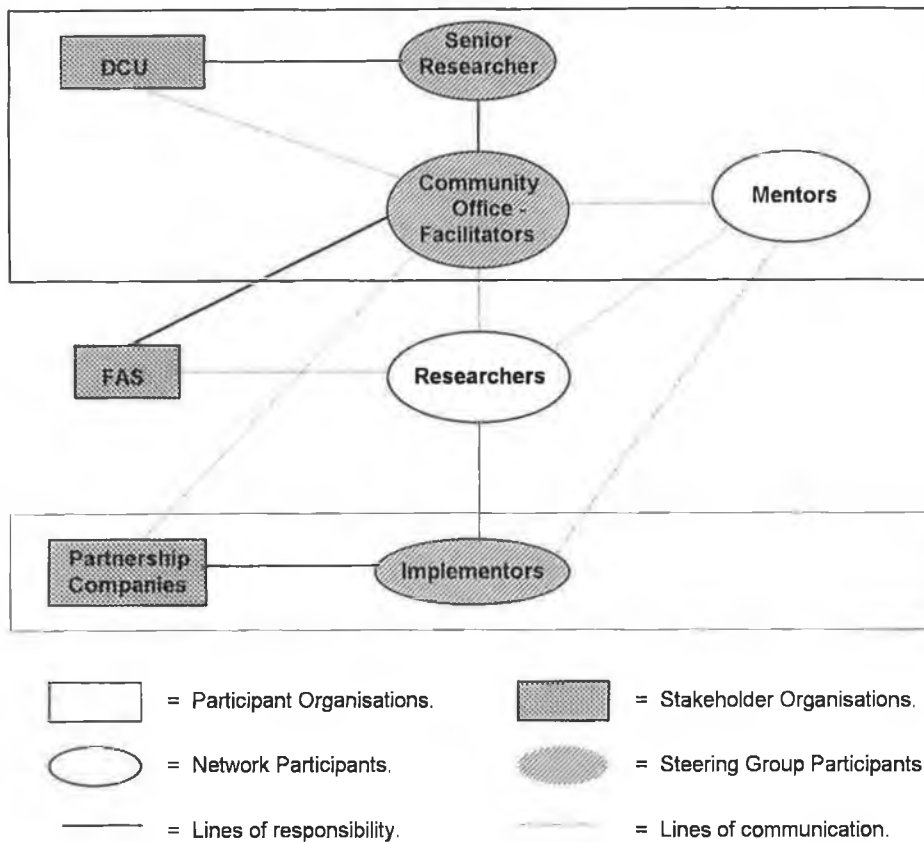 DCU
Senior
Researcher
Community
Office -
Facilitators
Mentors
FAS
Researchers
Partnership
Companies
Implementors
= Participant Organisations.
= Stakeholder Organisations.
= Network Participants.
= Steering Group Participants
= Lines of responsibility.
= Lines of communication.